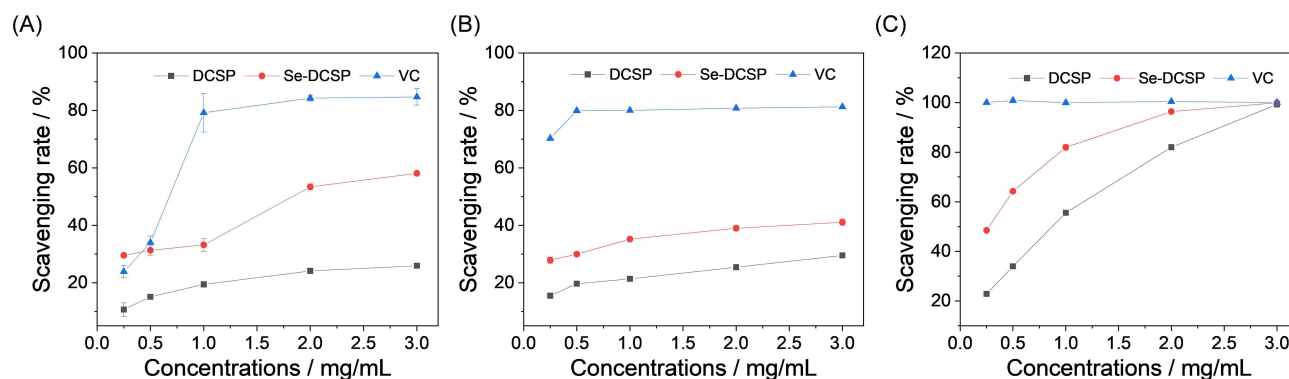 (A)
Scavenging rate / %
100
80
60
40
20
DCSP Se-DCSP VC
0.0 0.5 1.0 1.5 2.0 2.5 3.0
Concentrations / mg/mL
(B)
Scavenging rate / %
100
80
60
40
20
DCSP Se-DCSP VC
0.0 0.5 1.0 1.5 2.0 2.5 3.0
Concentrations / mg/mL
(C)
Scavenging rate / %
120
100
80
60
40
20
DCSP Se-DCSP VC
0.0 0.5 1.0 1.5 2.0 2.5 3.0
Concentrations / mg/mL